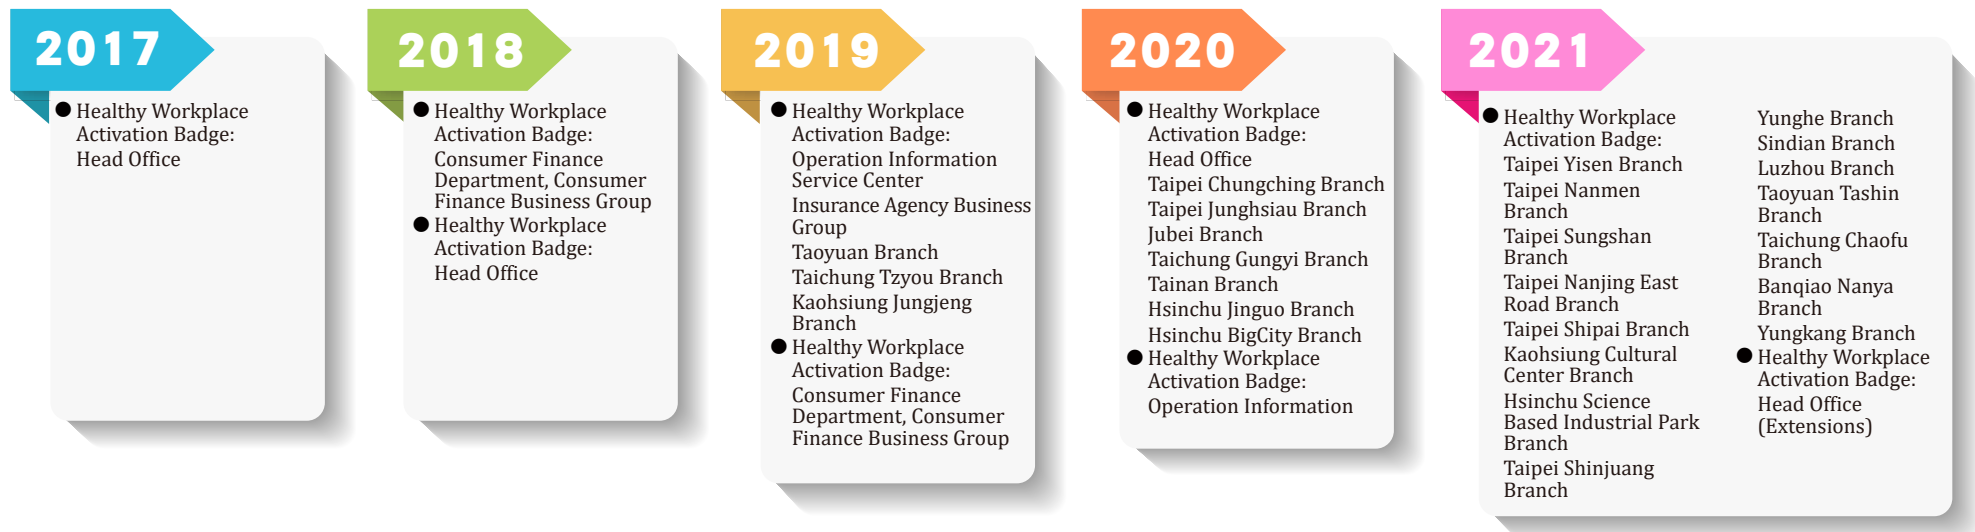 2017
● Healthy Workplace
Activation Badge:
Head Office
2018
● Healthy Workplace
Activation Badge:
Consumer Finance
Department, Consumer
Finance Business Group
● Healthy Workplace
Activation Badge:
Head Office
2019
● Healthy Workplace
Activation Badge:
Operation Information
Service Center
Insurance Agency Business
Group
Taoyuan Branch
Taichung Tzyou Branch
Kaohsiung Jungjeng
Branch
● Healthy Workplace
Activation Badge:
Consumer Finance
Department, Consumer
Finance Business Group
2020
● Healthy Workplace
Activation Badge:
Head Office
Taipei Chungching Branch
Taipei Junghsiau Branch
Jubei Branch
Taichung Gungyi Branch
Tainan Branch
Hsinchu Jinguo Branch
Hsinchu BigCity Branch
● Healthy Workplace
Activation Badge:
Operation Information
2021
● Healthy Workplace
Activation Badge:
Taipei Yisen Branch
Taipei Nanmen
Branch
Taipei Sungshan
Branch
Taipei Nanjing East
Road Branch
Taipei Shipai Branch
Kaohsiung Cultural
Center Branch
Hsinchu Science
Based Industrial Park
Branch
Taipei Shinjuang
Branch
Yunghe Branch
Sindian Branch
Luzhou Branch
Taoyuan Tashin
Branch
Taichung Chaofu
Branch
Banqiao Nanya
Branch
Yungkang Branch
● Healthy Workplace
Activation Badge:
Head Office
(Extensions)